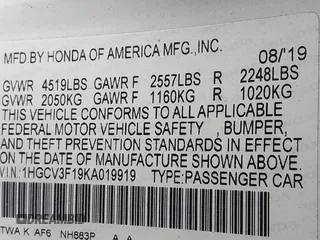 MFD.BY HONDA OF AMERICA MFG.,INC.
08/'19
GVWR 4519LBS GAWR F 2557LBS R 2248LBS
GVWR 2050KG GAWR F 1160KG R 1020KG
THIS VEHICLE CONFORMS TO ALL APPLICABLE
FEDERAL MOTOR VEHICLE SAFETY , BUMPER,
AND THEFT PREVENTION STANDARDS IN EFFECT
ON THE DATE OF MANUFACTURE SHOWN ABOVE.
V.I.N.:1HGCV3F19KA019919 TYPE:PASSENGER CAR
TWA K AF6 NH883P A A
DREAMBID